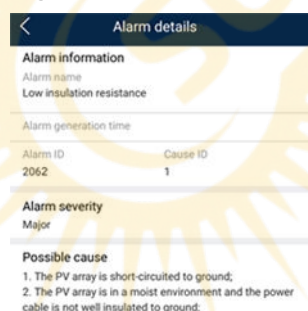 Alarm details
Alarm information
Alarm name
Low insulation resistance
Alarm generation time
Alarm ID Cause ID
2062 1
Alarm severity
Major
Possible cause
1. The PV array is short-circuited to ground;
2. The PV array is in a moist environment and the power
cable is not well insulated to ground;